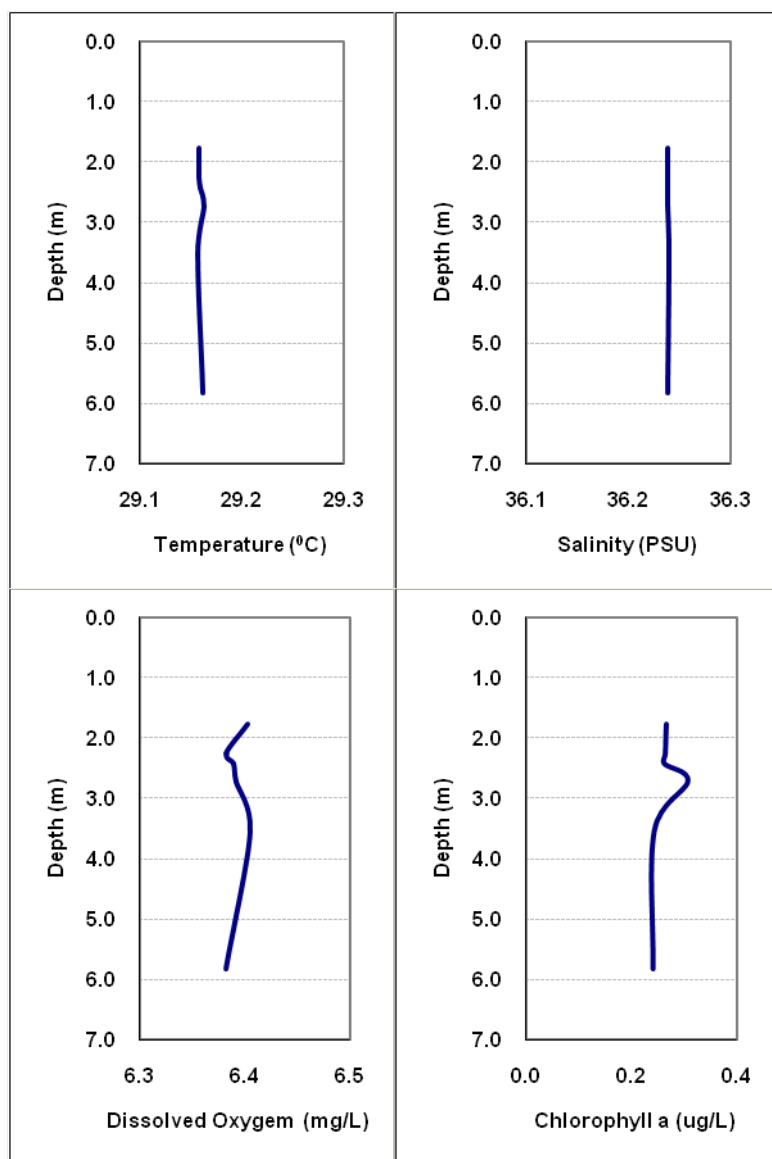 0.0
1.0
2.0
3.0
4.0
5.0
6.0
7.0
Depth (m)
29.1 29.2 29.3
Temperature (⁰C)
0.0
1.0
2.0
3.0
4.0
5.0
6.0
7.0
Depth (m)
36.1 36.2 36.3
Salinity (PSU)
0.0
1.0
2.0
3.0
4.0
5.0
6.0
7.0
Depth (m)
6.3 6.4 6.5
Dissolved Oxygem (mg/L)
0.0
1.0
2.0
3.0
4.0
5.0
6.0
7.0
Depth (m)
0.0 0.2 0.4
Chlorophyll a (ug/L)